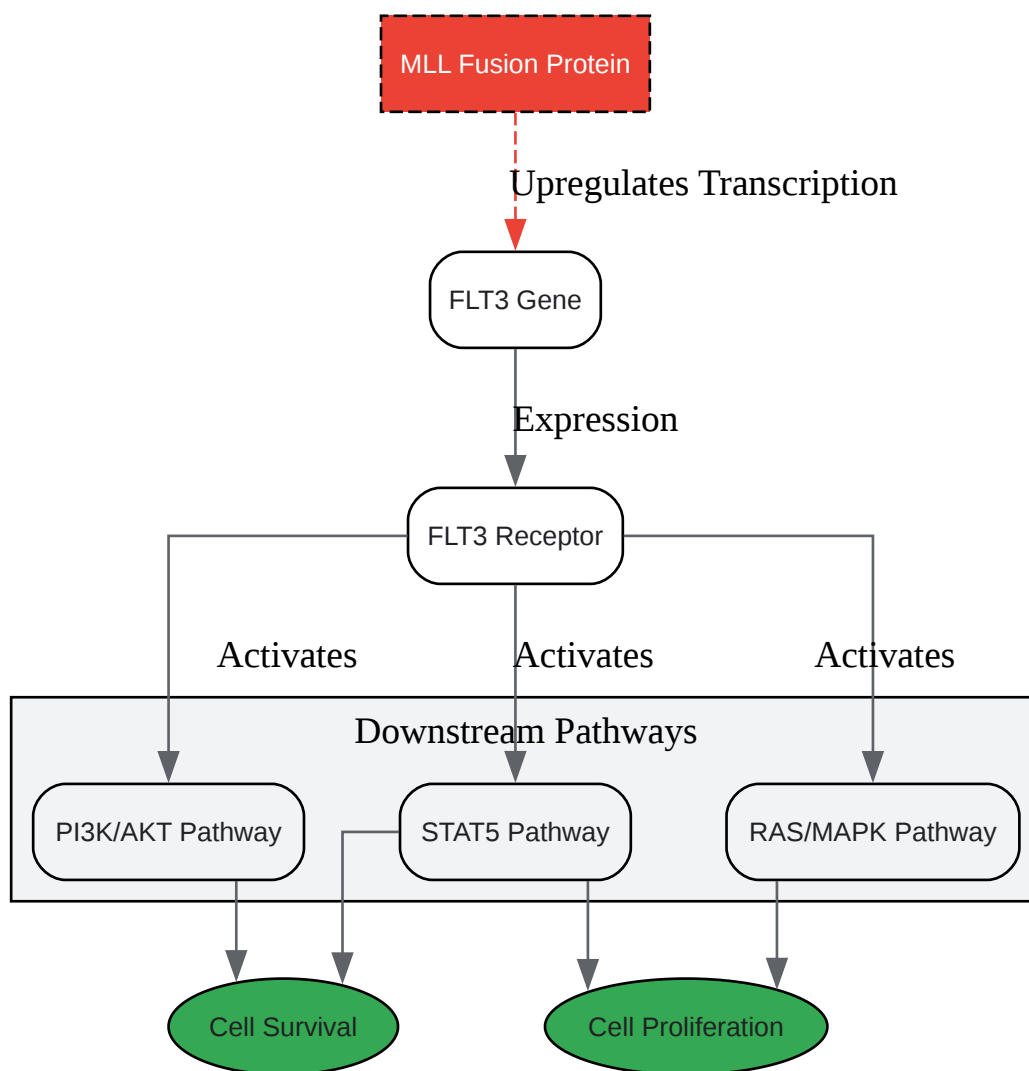 MLL Fusion Protein
Upregulates Transcription
FLT3 Gene
Expression
FLT3 Receptor
Activates
Activates
Activates
Downstream Pathways
PI3K/AKT Pathway
STAT5 Pathway
RAS/MAPK Pathway
Cell Survival
Cell Proliferation